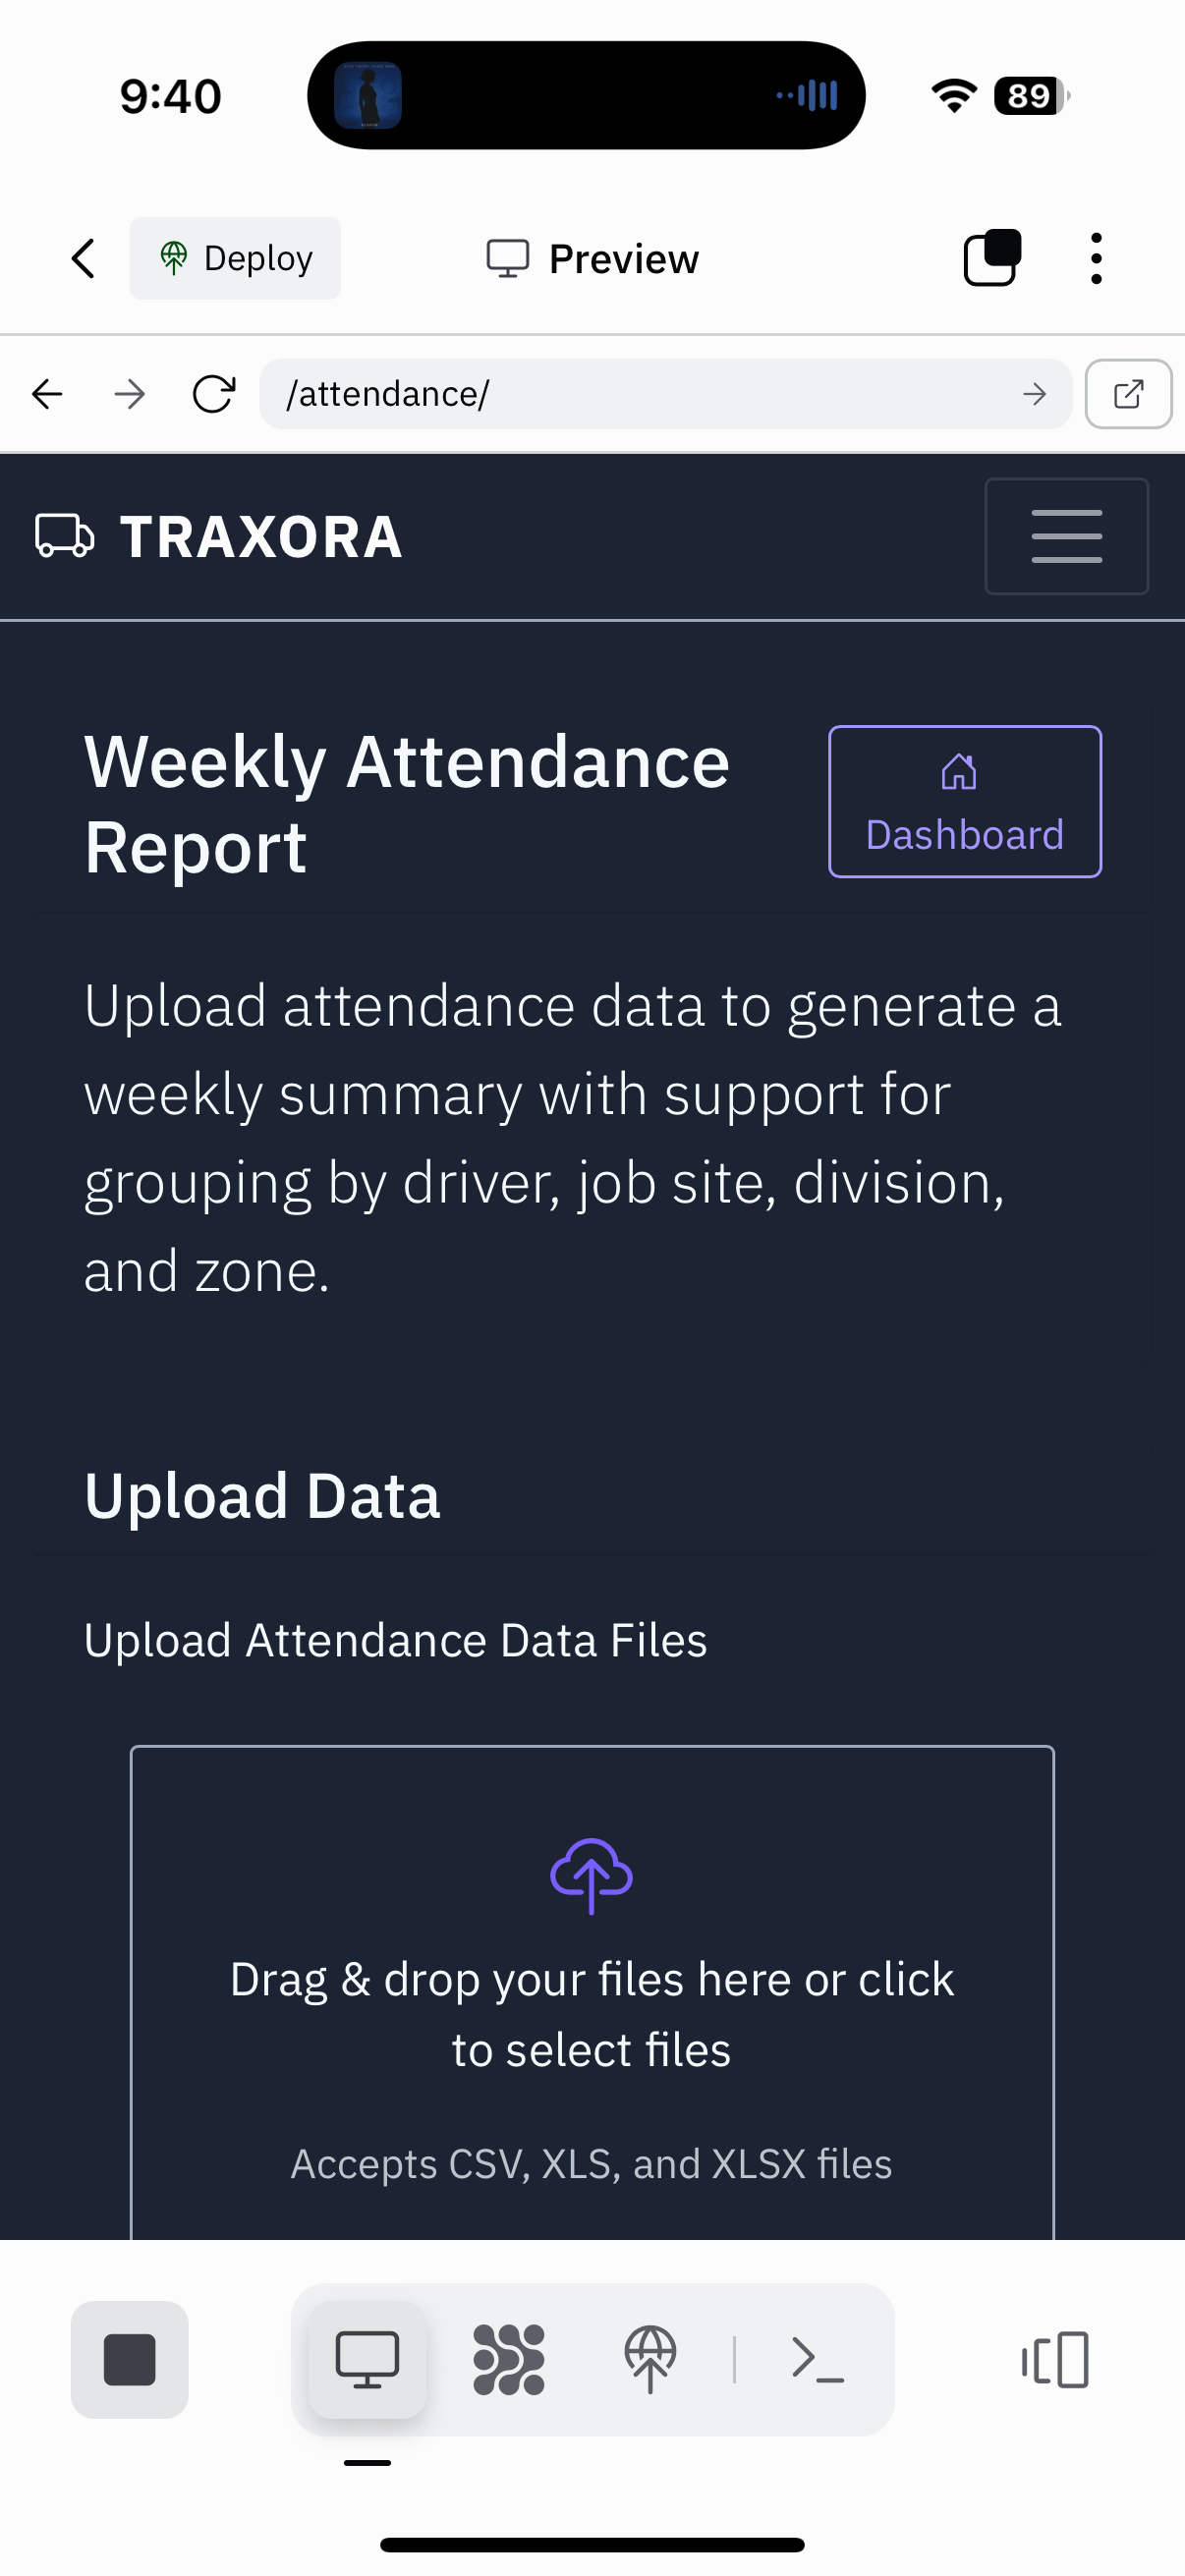 9:40
89
Deploy
Preview
/attendance/
TRAXORA
Weekly Attendance
Report
Dashboard
Upload attendance data to generate a
weekly summary with support for
grouping by driver, job site, division,
and zone.
Upload Data
Upload Attendance Data Files
Drag & drop your files here or click
to select files
Accepts CSV, XLS, and XLSX files